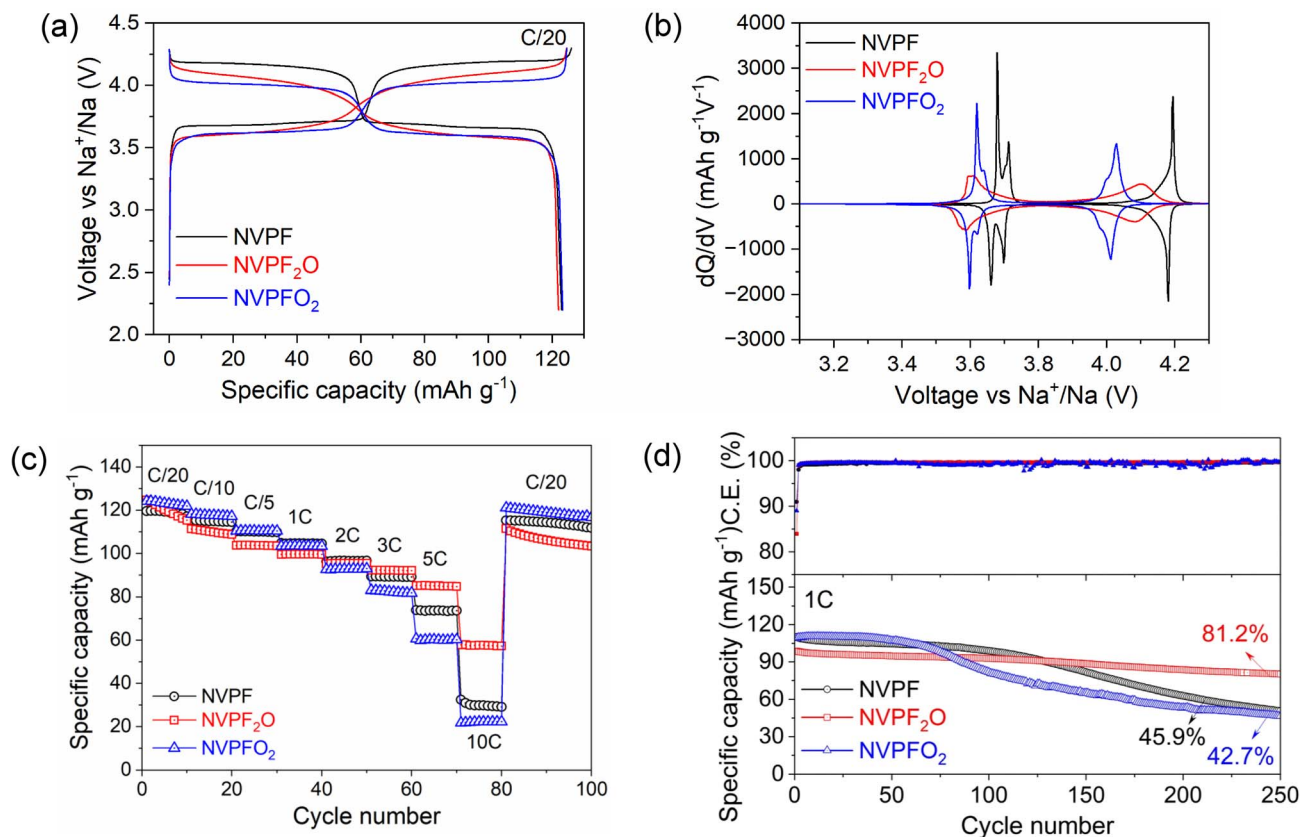 (a)
C/20
Voltage vs Na⁺/Na (V)
4.5
4.0
3.5
3.0
2.5
2.0
NVPF
NVPF₂O
NVPFO₂
0 20 40 60 80 100 120
Specific capacity (mAh g⁻¹)
(b)
NVPF
NVPF₂O
NVPFO₂
dQ/dV (mAh g⁻¹V⁻¹)
4000
3000
2000
1000
0
−1000
−2000
−3000
3.2 3.4 3.6 3.8 4.0 4.2
Voltage vs Na⁺/Na (V)
(c)
Specific capacity (mAh g⁻¹)
140
120
100
80
60
40
20
0
C/20
C/10
C/5
1C
2C
3C
5C
10C
C/20
NVPF
NVPF₂O
NVPFO₂
0 20 40 60 80 100
Cycle number
(d)
Specific capacity (mAh g⁻¹)C.E. (%)
100
90
80
150
120
90
60
30
0
1C
81.2%
45.9%
42.7%
NVPF
NVPF₂O
NVPFO₂
0 50 100 150 200 250
Cycle number